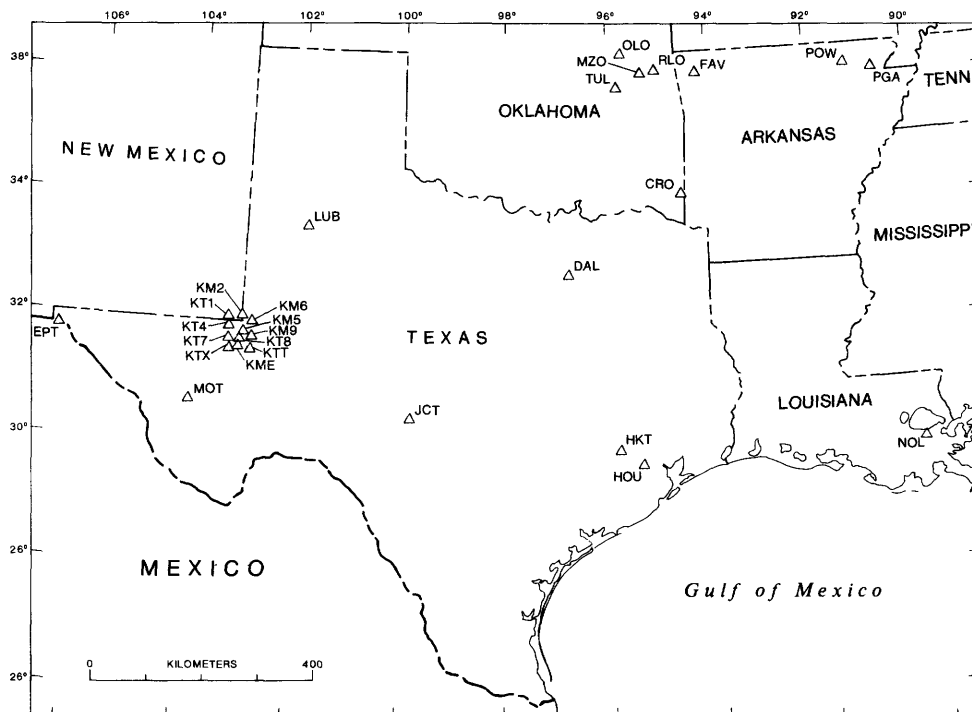 106° 104° 102° 100° 96° 94° 92° 90°
38°
OLO
MZO RLO FAV POW
TUL PGA
TENN
OKLAHOMA
ARKANSAS
NEW MEXICO
34°
CRO
LUB
MISSISSIPP
DAL
KM2
KT1 KM6
32°
KT4 KM5
EPT KT7 KM9
KT8
KTX KTT
KME
TEXAS
MOT
JCT
LOUISIANA
30°
HKT NOL
HOU
26°
MEXICO
Gulf of Mexico
0 KILOMETERS 400
26°